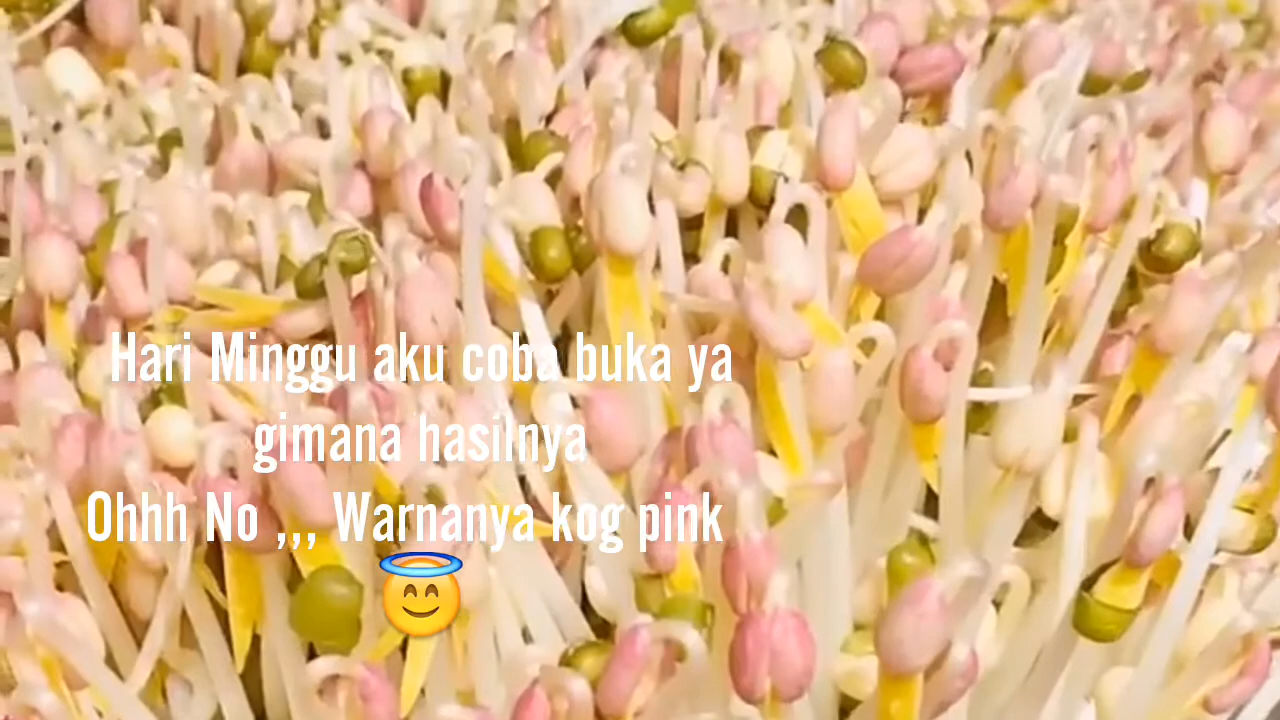 Hari Minggu aku coba buka ya
gimana hasilnya
Ohhh No ,,, Warnanya kog pink
😇